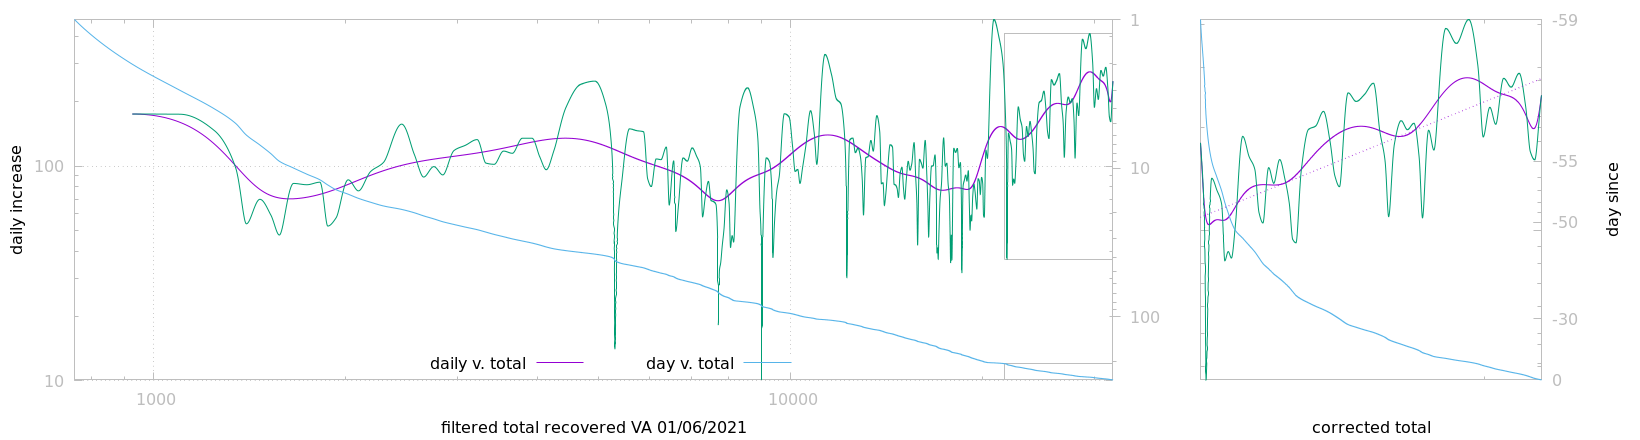 1
-59
daily increase
100
10
-55
day since
-50
-30
100
daily v. total
day v. total
10
0
1000
10000
filtered total recovered VA 01/06/2021
corrected total